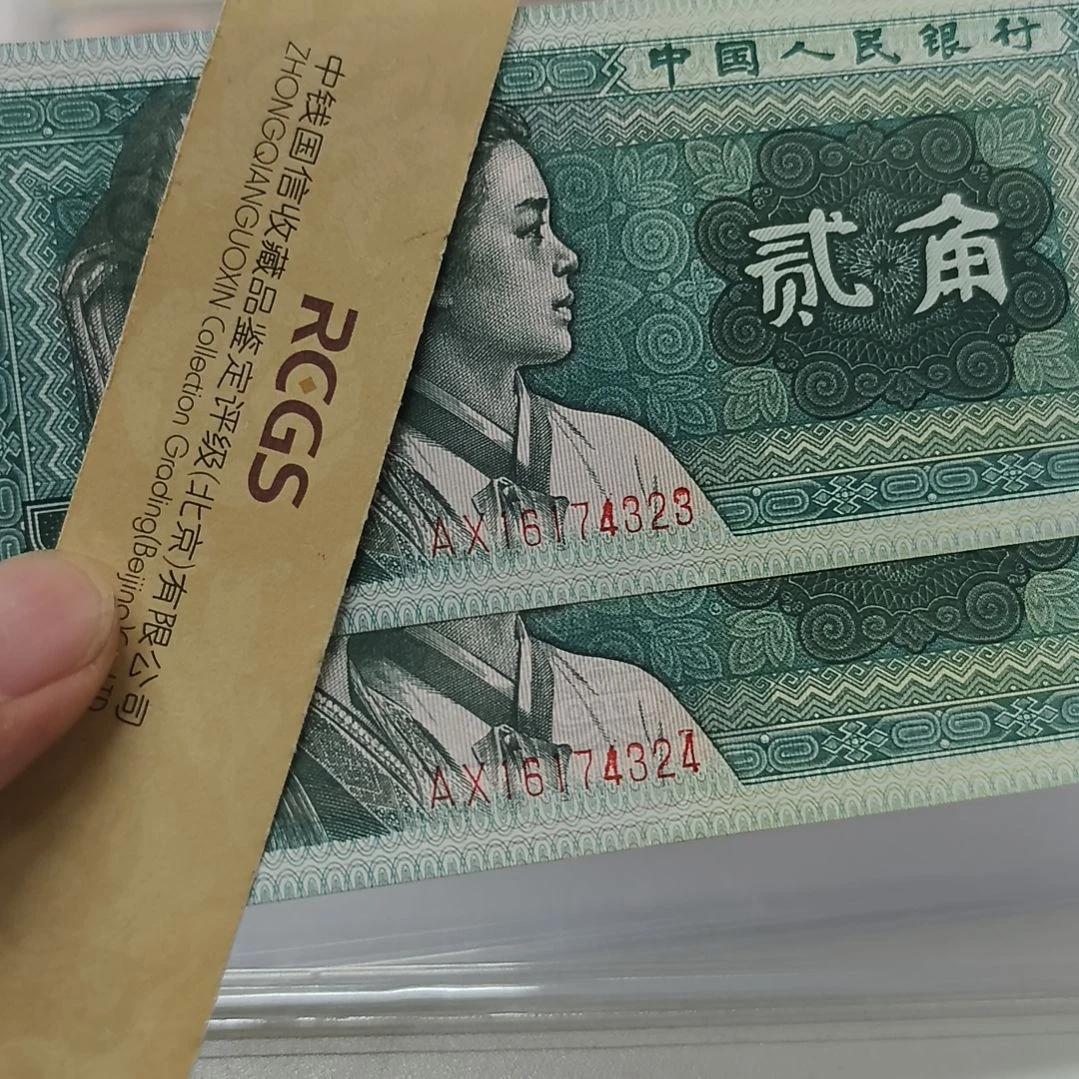 中国人民银行
贰角
AX16174323
AX16174324
RCGS
中钱国信收藏品鉴定评级(北京)有限公司
ZHONGQIANGUOXIN Collection Grading(Beijing) LTD